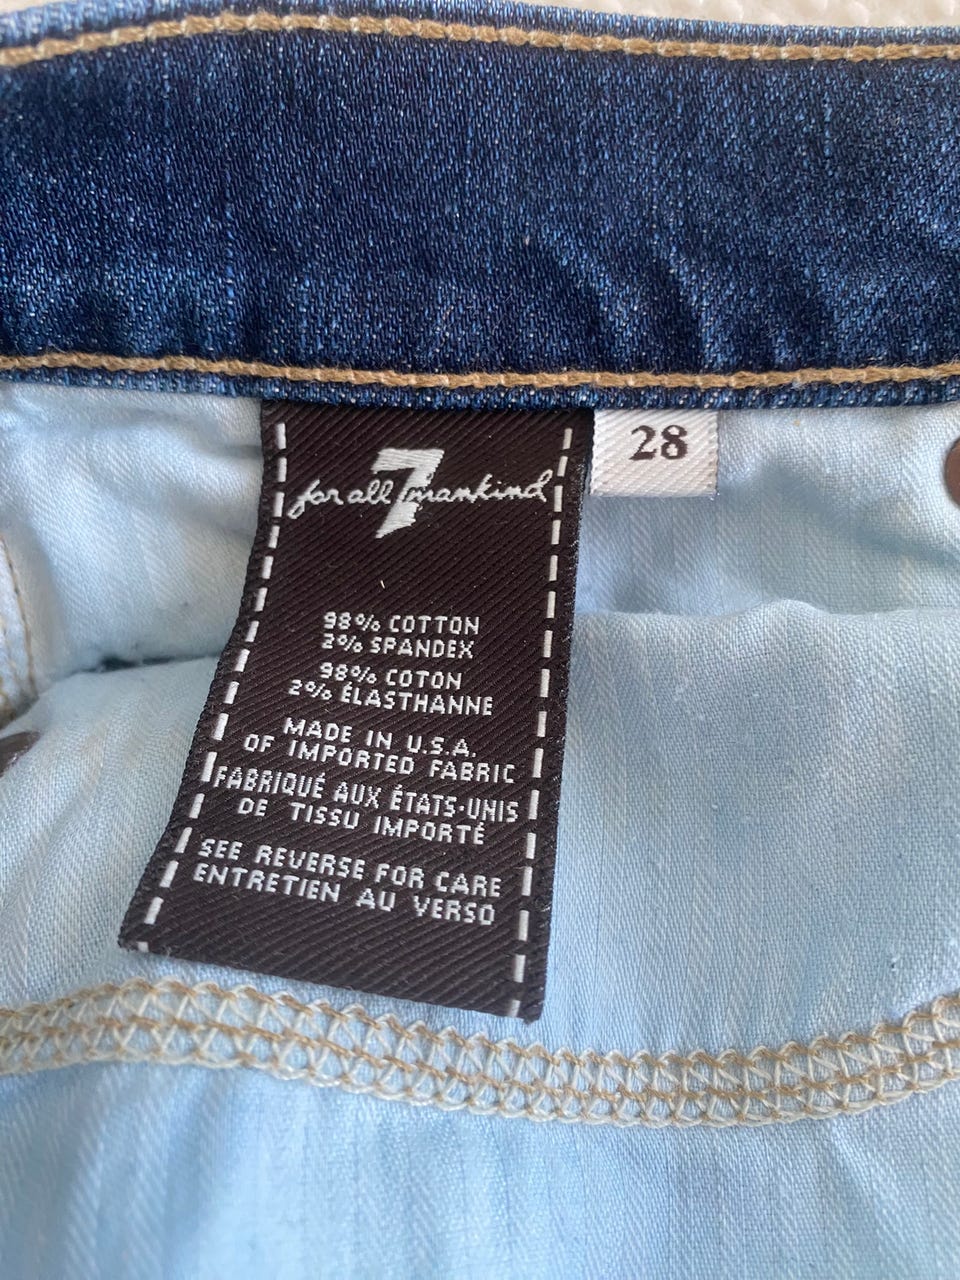 for all 7 mankind
28
98% COTTON
2% SPANDEX
98% COTON
2% ÉLASTHANNE
MADE IN U.S.A.
OF IMPORTED FABRIC
FABRIQUÉ AUX ÉTATS-UNIS
DE TISSU IMPORTÉ
SEE REVERSE FOR CARE
ENTRETIEN AU VERSO